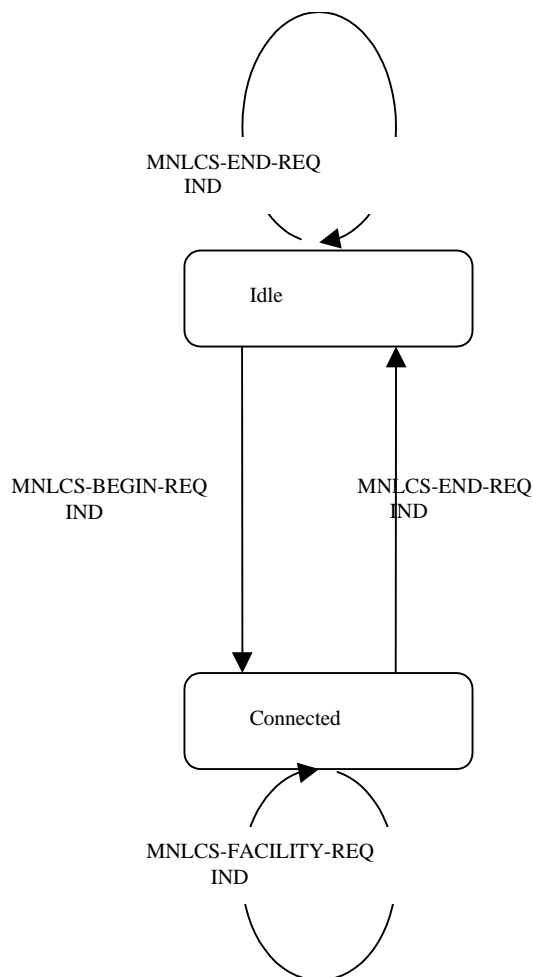 MNLCS-END-REQ
IND
Idle
MNLCS-BEGIN-REQ
IND
MNLCS-END-REQ
IND
Connected
MNLCS-FACILITY-REQ
IND